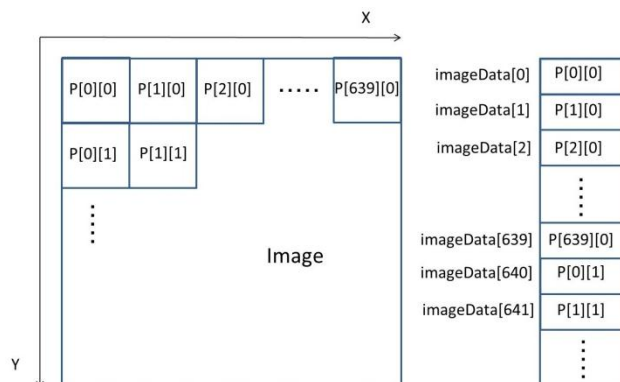 X
P[0][0] P[1][0] P[2][0] ..... P[639][0]
P[0][1] P[1][1]
Image
Y
imageData[0] P[0][0]
imageData[1] P[1][0]
imageData[2] P[2][0]
imageData[639] P[639][0]
imageData[640] P[0][1]
imageData[641] P[1][1]